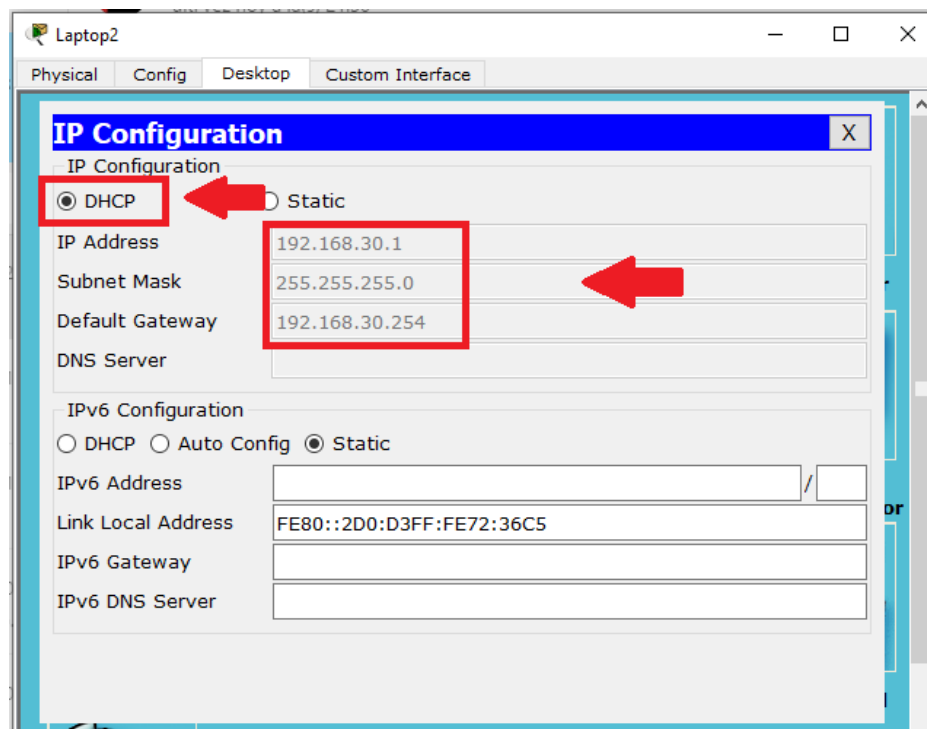 Laptop2
Physical Config Desktop Custom Interface
IP Configuration X
IP Configuration
DHCP Static
IP Address 192.168.30.1
Subnet Mask 255.255.255.0
Default Gateway 192.168.30.254
DNS Server
IPv6 Configuration
DHCP Auto Config Static
IPv6 Address /
Link Local Address FE80::2D0:D3FF:FE72:36C5
or
IPv6 Gateway
IPv6 DNS Server